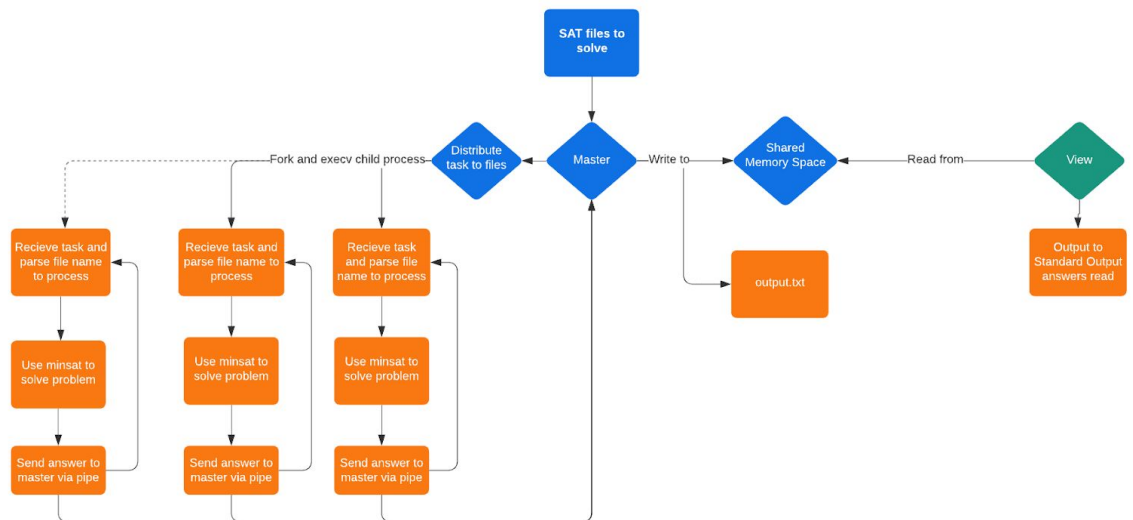 SAT files to
solve
Fork and execv child process
Distribute
task to files
Master
Write to
Shared
Memory Space
Read from
View
Recieve task and
parse file name
to process
Recieve task and
parse file name to
process
Recieve task
and parse file
name to process
output.txt
Output to
Standard Output
answers read
Use minsat to
solve problem
Use minsat to
solve problem
Use minsat to
solve problem
Send answer to
master via pipe
Send answer to
master via pipe
Send answer to
master via pipe